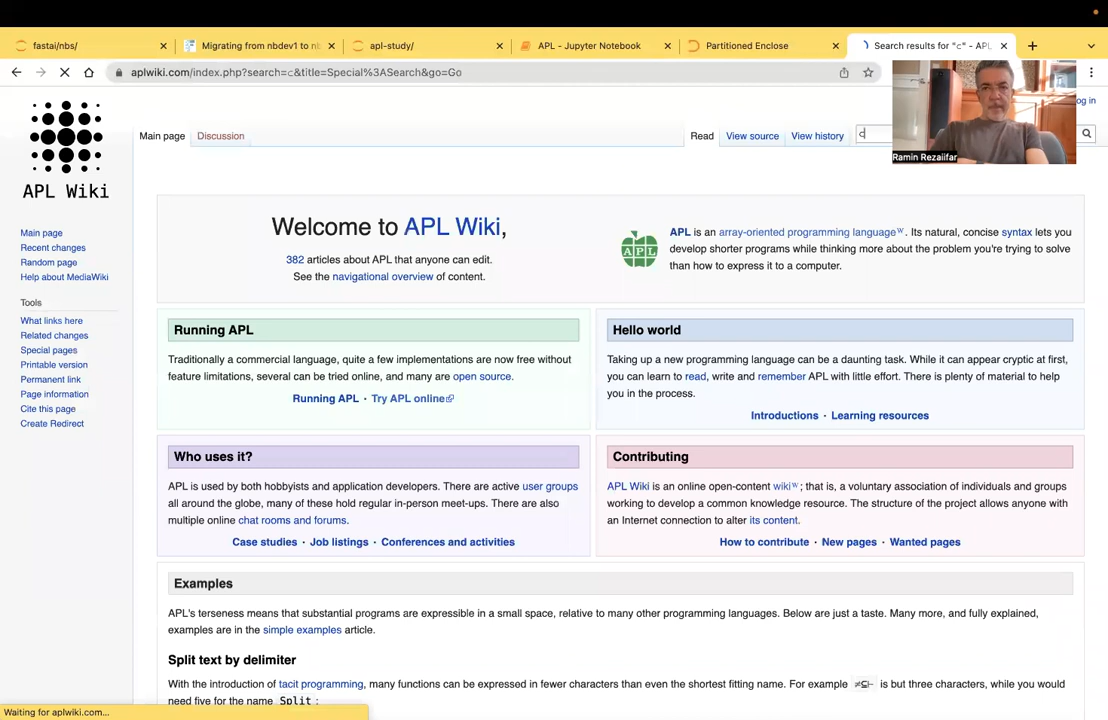 fastai/nbs/
Migrating from nbdev1 to nb
apl-study/
APL - Jupyter Notebook
Partitioned Enclose
Search results for "⊂" - APL
aplwiki.com/index.php?search=⊂&title=Special%3ASearch&go=Go
og in
Main page
Discussion
Read
View source
View history
⊂
Ramin Rezaiifar
APL Wiki
Main page
Recent changes
Random page
Help about MediaWiki
Tools
What links here
Related changes
Special pages
Printable version
Permanent link
Page information
Cite this page
Create Redirect
Welcome to APL Wiki,
382 articles about APL that anyone can edit.
See the navigational overview of content.
APL
APL is an array-oriented programming languageW. Its natural, concise syntax lets you
develop shorter programs while thinking more about the problem you're trying to solve
than how to express it to a computer.
Running APL
Traditionally a commercial language, quite a few implementations are now free without
feature limitations, several can be tried online, and many are open source.
Running APL · Try APL online
Hello world
Taking up a new programming language can be a daunting task. While it can appear cryptic at first,
you can learn to read, write and remember APL with little effort. There is plenty of material to help
you in the process.
Introductions · Learning resources
Who uses it?
APL is used by both hobbyists and application developers. There are active user groups
all around the globe, many of these hold regular in-person meet-ups. There are also
multiple online chat rooms and forums.
Case studies · Job listings · Conferences and activities
Contributing
APL Wiki is an online open-content wikiW; that is, a voluntary association of individuals and groups
working to develop a common knowledge resource. The structure of the project allows anyone with
an Internet connection to alter its content.
How to contribute · New pages · Wanted pages
Examples
APL's terseness means that substantial programs are expressible in a small space, relative to many other programming languages. Below are just a taste. Many more, and fully explained,
examples are in the simple examples article.
Split text by delimiter
With the introduction of tacit programming, many functions can be expressed in fewer characters than even the shortest fitting name. For example ≠⊆⊢ is but three characters, while you would
need five for the name Split :
Waiting for aplwiki.com...